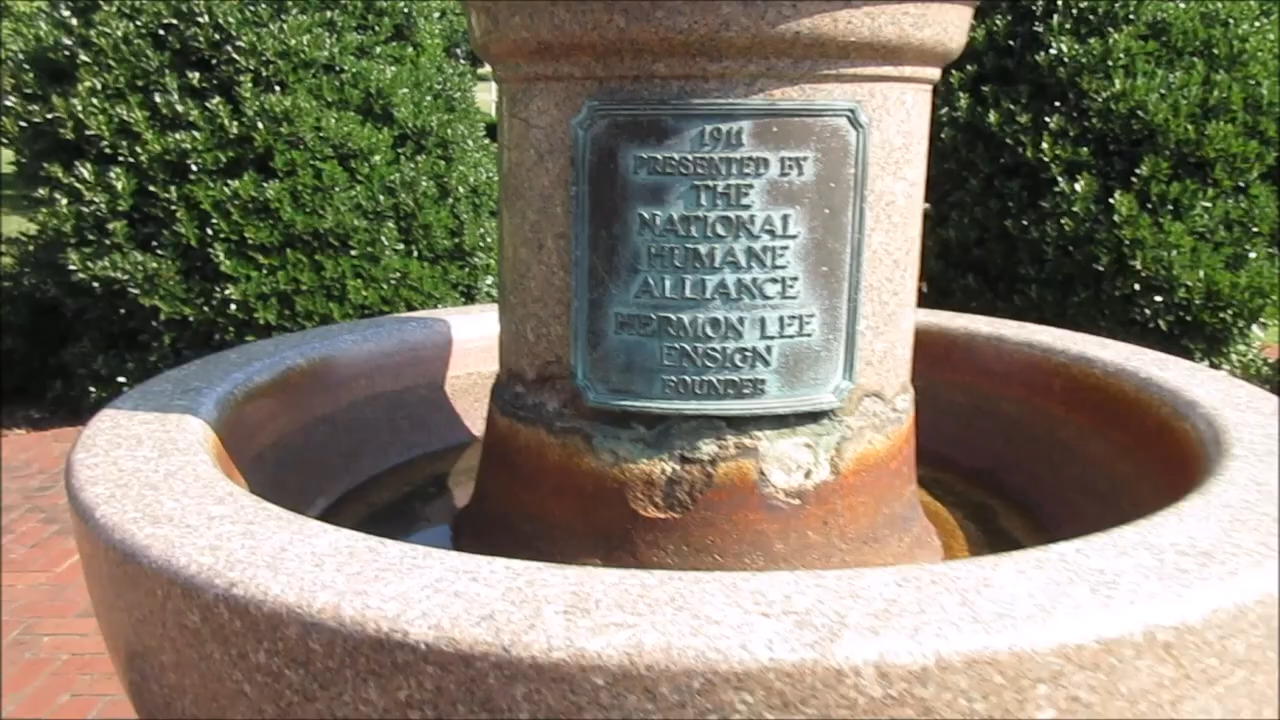 1911
PRESENTED BY
THE
NATIONAL
HUMANE
ALLIANCE
HERMON LEE
ENSIGN
FOUNDER